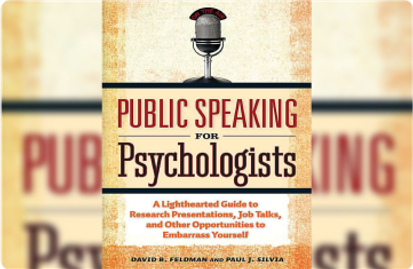 PUBLIC SPEAKING
FOR
Psychologists
A Lighthearted Guide to
Research Presentations, Job Talks,
and Other Opportunities to
Embarrass Yourself
DAVID B. FELDMAN AND PAUL J. SILVIA